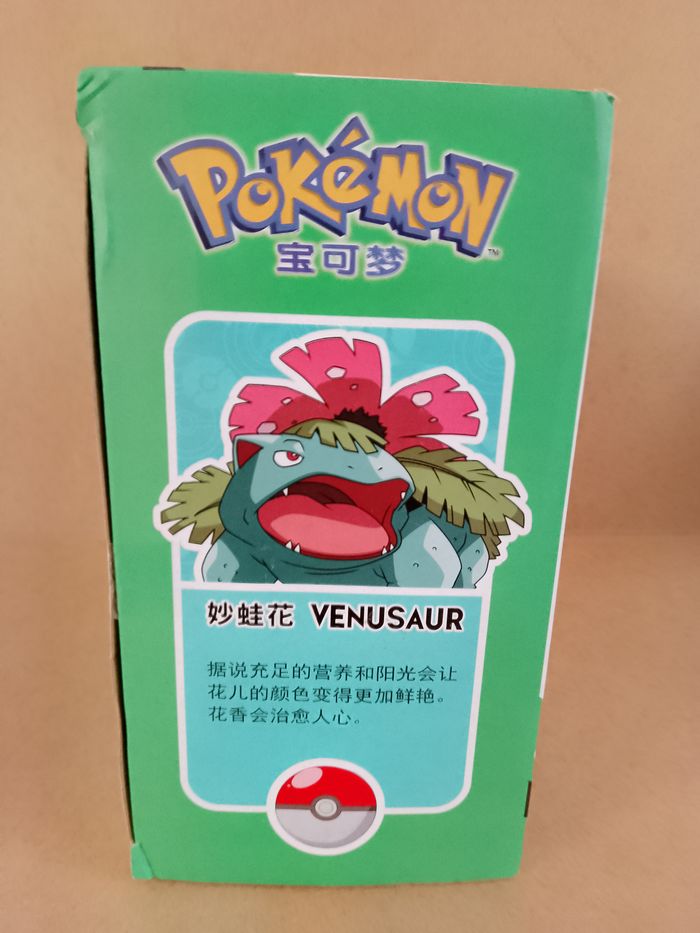 POKÉMON
TM
宝可梦
妙蛙花 VENUSAUR
据说充足的营养和阳光会让
花儿的颜色变得更加鲜艳。
花香会治愈人心。